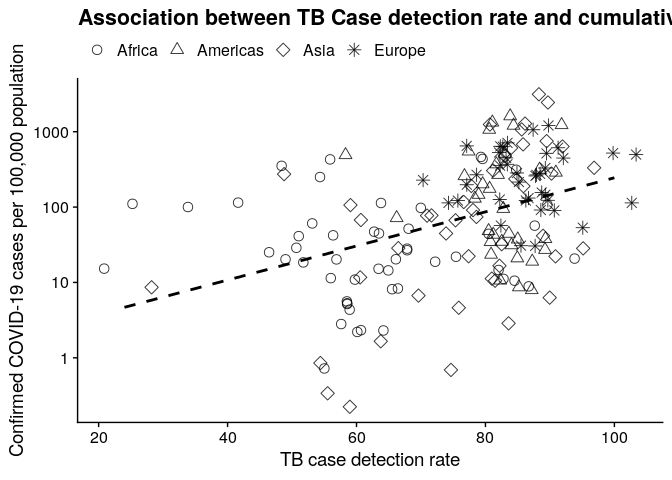 Association between TB Case detection rate and cumulativ
Africa Americas Asia Europe
Confirmed COVID-19 cases per 100,000 population
1000
100
10
1
20 40 60 80 100
TB case detection rate